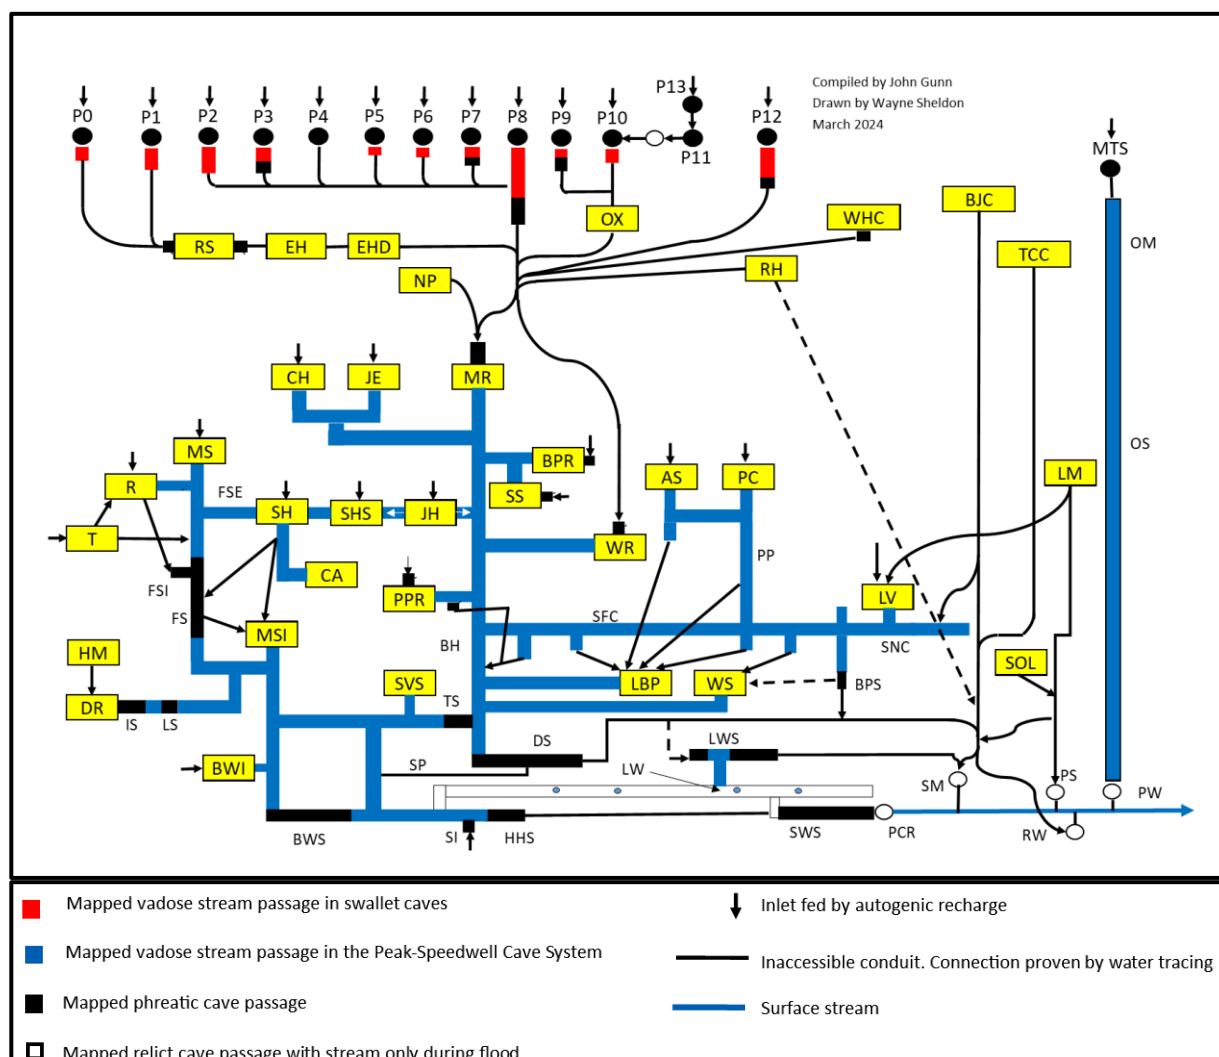 Compiled by John Gunn
Drawn by Wayne Sheldon
March 2024
P13
P0
P1
P2
P3
P4
P5
P6
P7
P8
P9
P10
P11
P12
MTS
BJC
WHC
OX
RS
EH
EHD
OM
TCC
RH
NP
CH
JE
MR
MS
BPR
OS
R
AS
PC
LM
FSE
SS
SH
SHS
JH
T
WR
PP
CA
FSI
PPR
LV
FS
SFC
MSI
BH
SNC
HM
SOL
SVS
LBP
WS
BPS
DR
IS
LS
TS
DS
LWS
BWI
SP
LW
SM
PS
PW
BWS
SI
HHS
SWS
PCR
RW
Mapped vadose stream passage in swallet caves
Inlet fed by autogenic recharge
Mapped vadose stream passage in the Peak-Speedwell Cave System
Inaccessible conduit. Connection proven by water tracing
Mapped phreatic cave passage
Surface stream
Mapped relict cave passage with stream only during flood